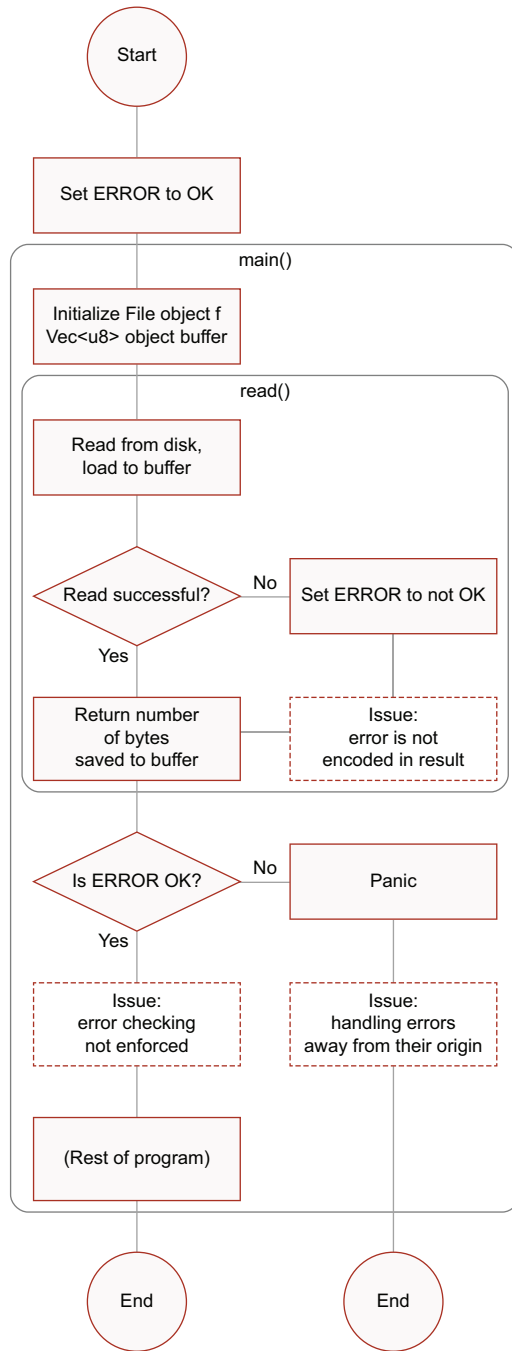 Start
Set ERROR to OK
main()
Initialize File object f
Vec<u8> object buffer
read()
Read from disk,
load to buffer
Read successful?
No
Set ERROR to not OK
Yes
Return number
of bytes
saved to buffer
Issue:
error is not
encoded in result
Is ERROR OK?
No
Panic
Yes
Issue:
error checking
not enforced
Issue:
handling errors
away from their origin
(Rest of program)
End
End